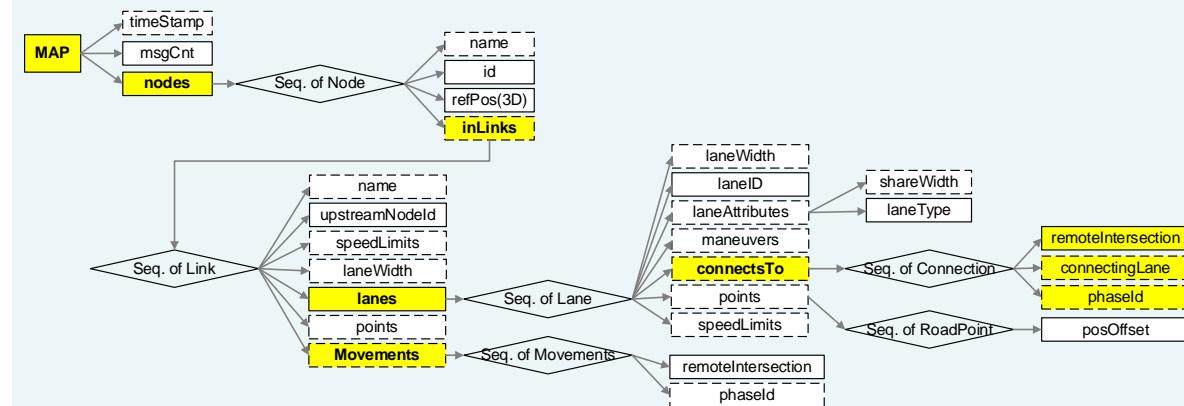 timeStamp
MAP
msgCnt
nodes
Seq. of Node
name
id
refPos(3D)
inLinks
Seq. of Link
name
upstreamNodeId
speedLimits
laneWidth
lanes
points
Movements
Seq. of Lane
Seq. of Movements
laneWidth
laneID
laneAttributes
maneuvers
connectsTo
points
speedLimits
shareWidth
laneType
Seq. of Connection
remoteIntersection
connectingLane
phaseId
Seq. of RoadPoint
posOffset
remoteIntersection
phaseId